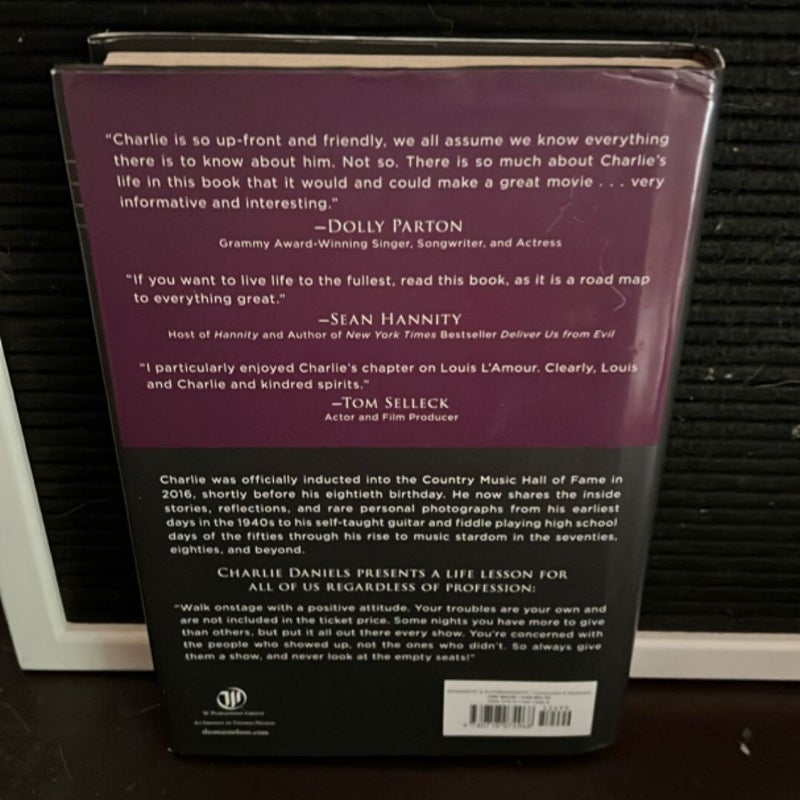 "Charlie is so up-front and friendly, we all assume we know everything
there is to know about him. Not so. There is so much about Charlie's
life in this book that it would and could make a great movie . . . very
informative and interesting."
—DOLLY PARTON
Grammy Award-Winning Singer, Songwriter, and Actress
"If you want to live life to the fullest, read this book, as it is a road map
to everything great."
—SEAN HANNITY
Host of Hannity and Author of New York Times Bestseller Deliver Us from Evil
"I particularly enjoyed Charlie's chapter on Louis L'Amour. Clearly, Louis
and Charlie and kindred spirits."
—TOM SELLECK
Actor and Film Producer
Charlie was officially inducted into the Country Music Hall of Fame in
2016, shortly before his eightieth birthday. He now shares the inside
stories, reflections, and rare personal photographs from his earliest
days in the 1940s to his self-taught guitar and fiddle playing high school
days of the fifties through his rise to music stardom in the seventies,
eighties, and beyond.
CHARLIE DANIELS PRESENTS A LIFE LESSON FOR
ALL OF US REGARDLESS OF PROFESSION:
"Walk onstage with a positive attitude. Your troubles are your own and
are not included in the ticket price. Some nights you have more to give
than others, but put it all out there every show. You're concerned with
the people who showed up, not the ones who didn't. So always give
them a show, and never look at the empty seats!"
W PUBLISHING GROUP
AN IMPRINT OF THOMAS NELSON
thomasnelson.com